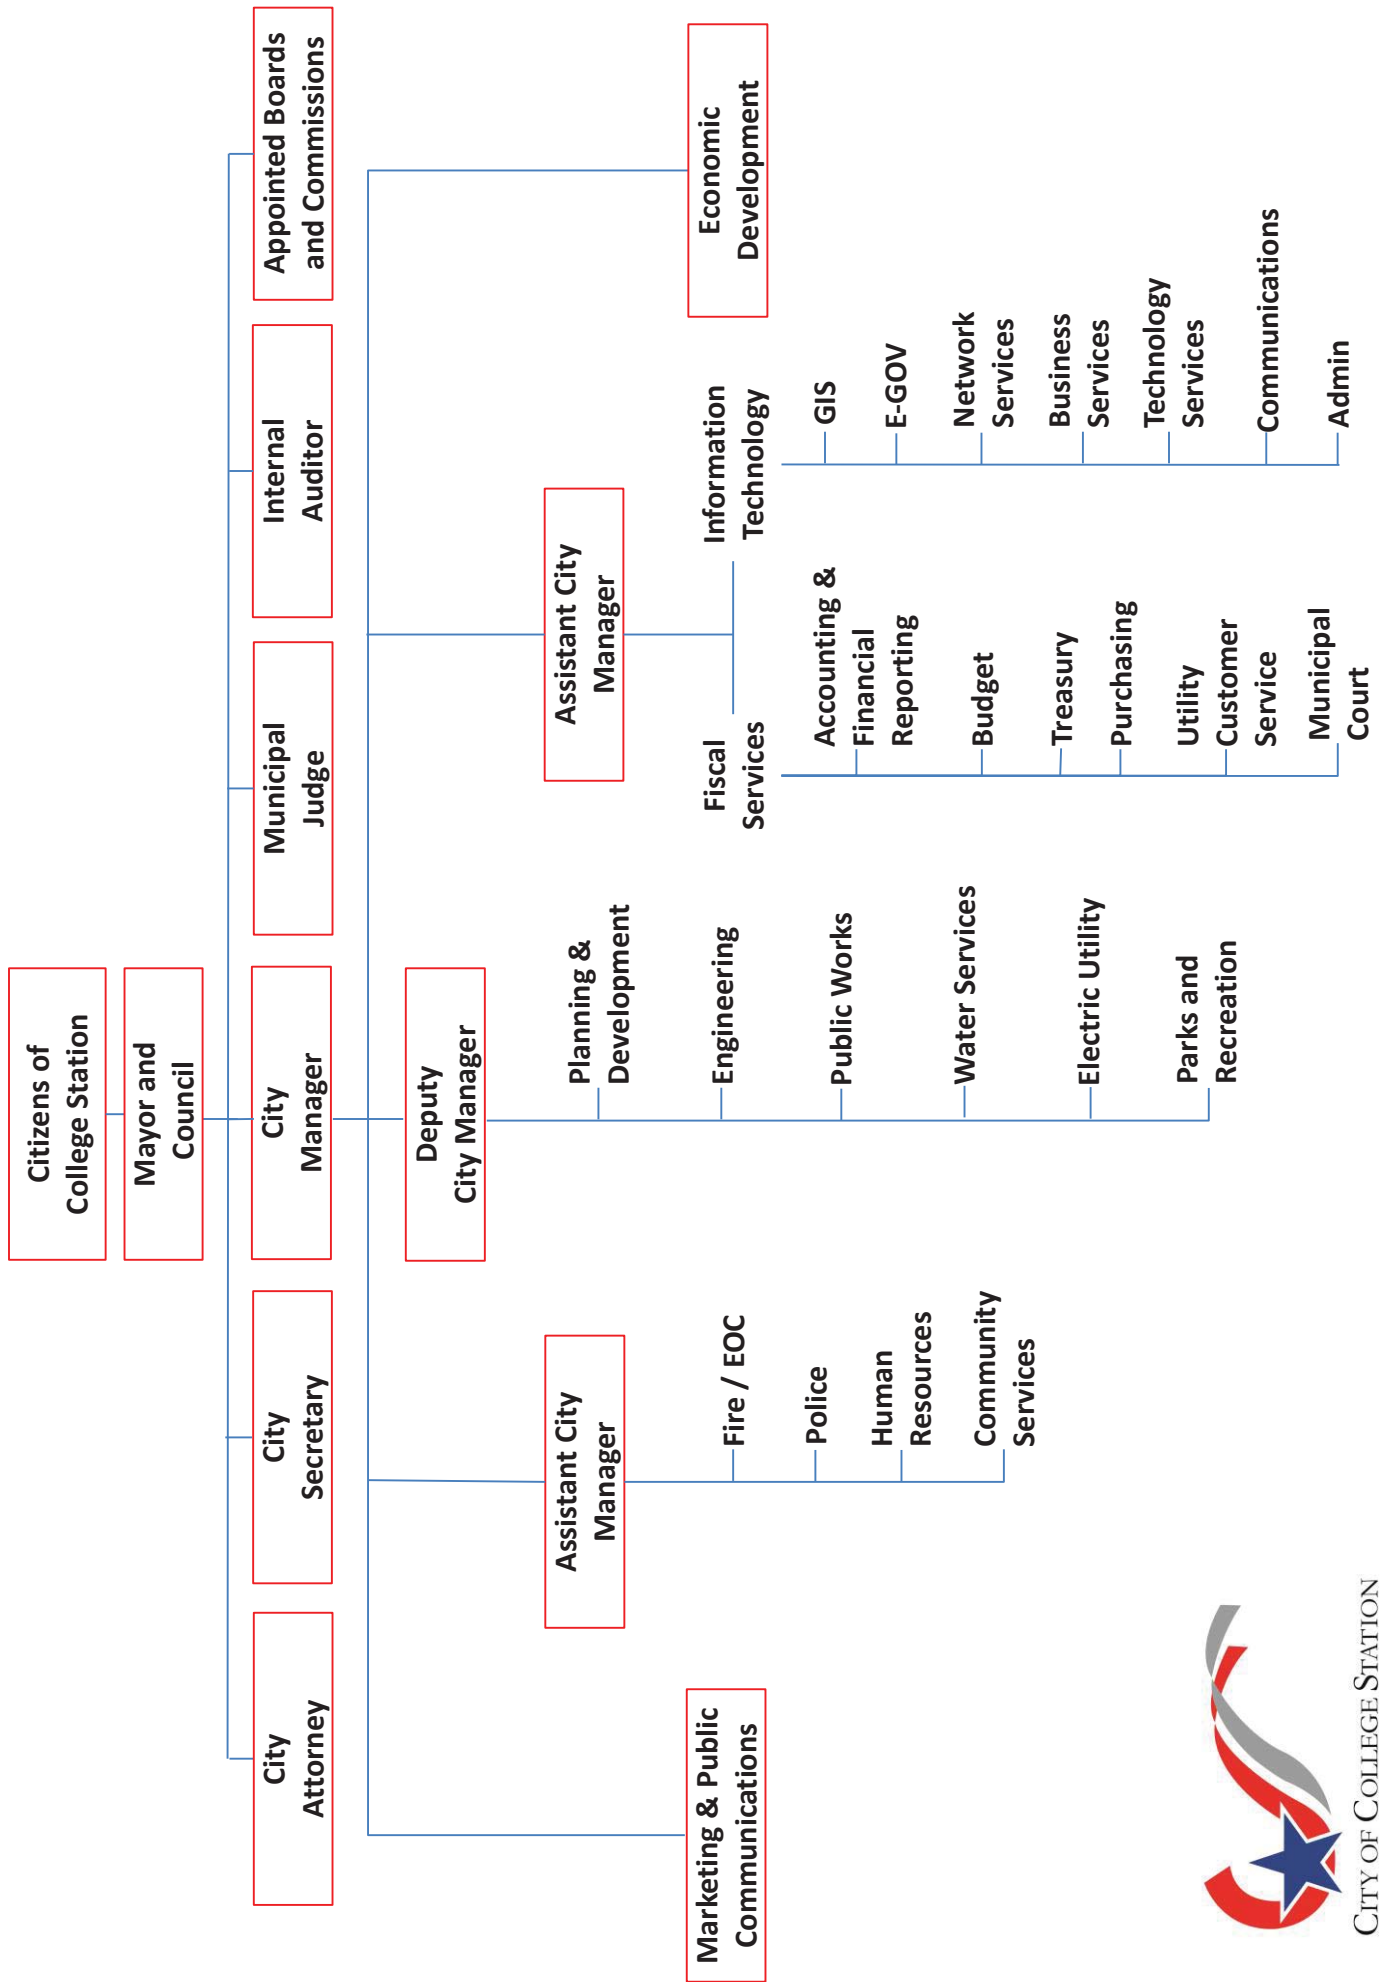 Citizens of
College Station
Mayor and
Council
City
Attorney
City
Secretary
City
Manager
Municipal
Judge
Internal
Auditor
Appointed Boards
and Commissions
Deputy
City Manager
Marketing & Public
Communications
Assistant City
Manager
Fire / EOC
Police
Human
Resources
Community
Services
Planning &
Development
Engineering
Public Works
Water Services
Electric Utility
Parks and
Recreation
Assistant City
Manager
Fiscal
Services
Accounting &
Financial
Reporting
Budget
Treasury
Purchasing
Utility
Customer
Service
Municipal
Court
Information
Technology
GIS
E-GOV
Network
Services
Business
Services
Technology
Services
Communications
Admin
Economic
Development
CITY OF COLLEGE STATION